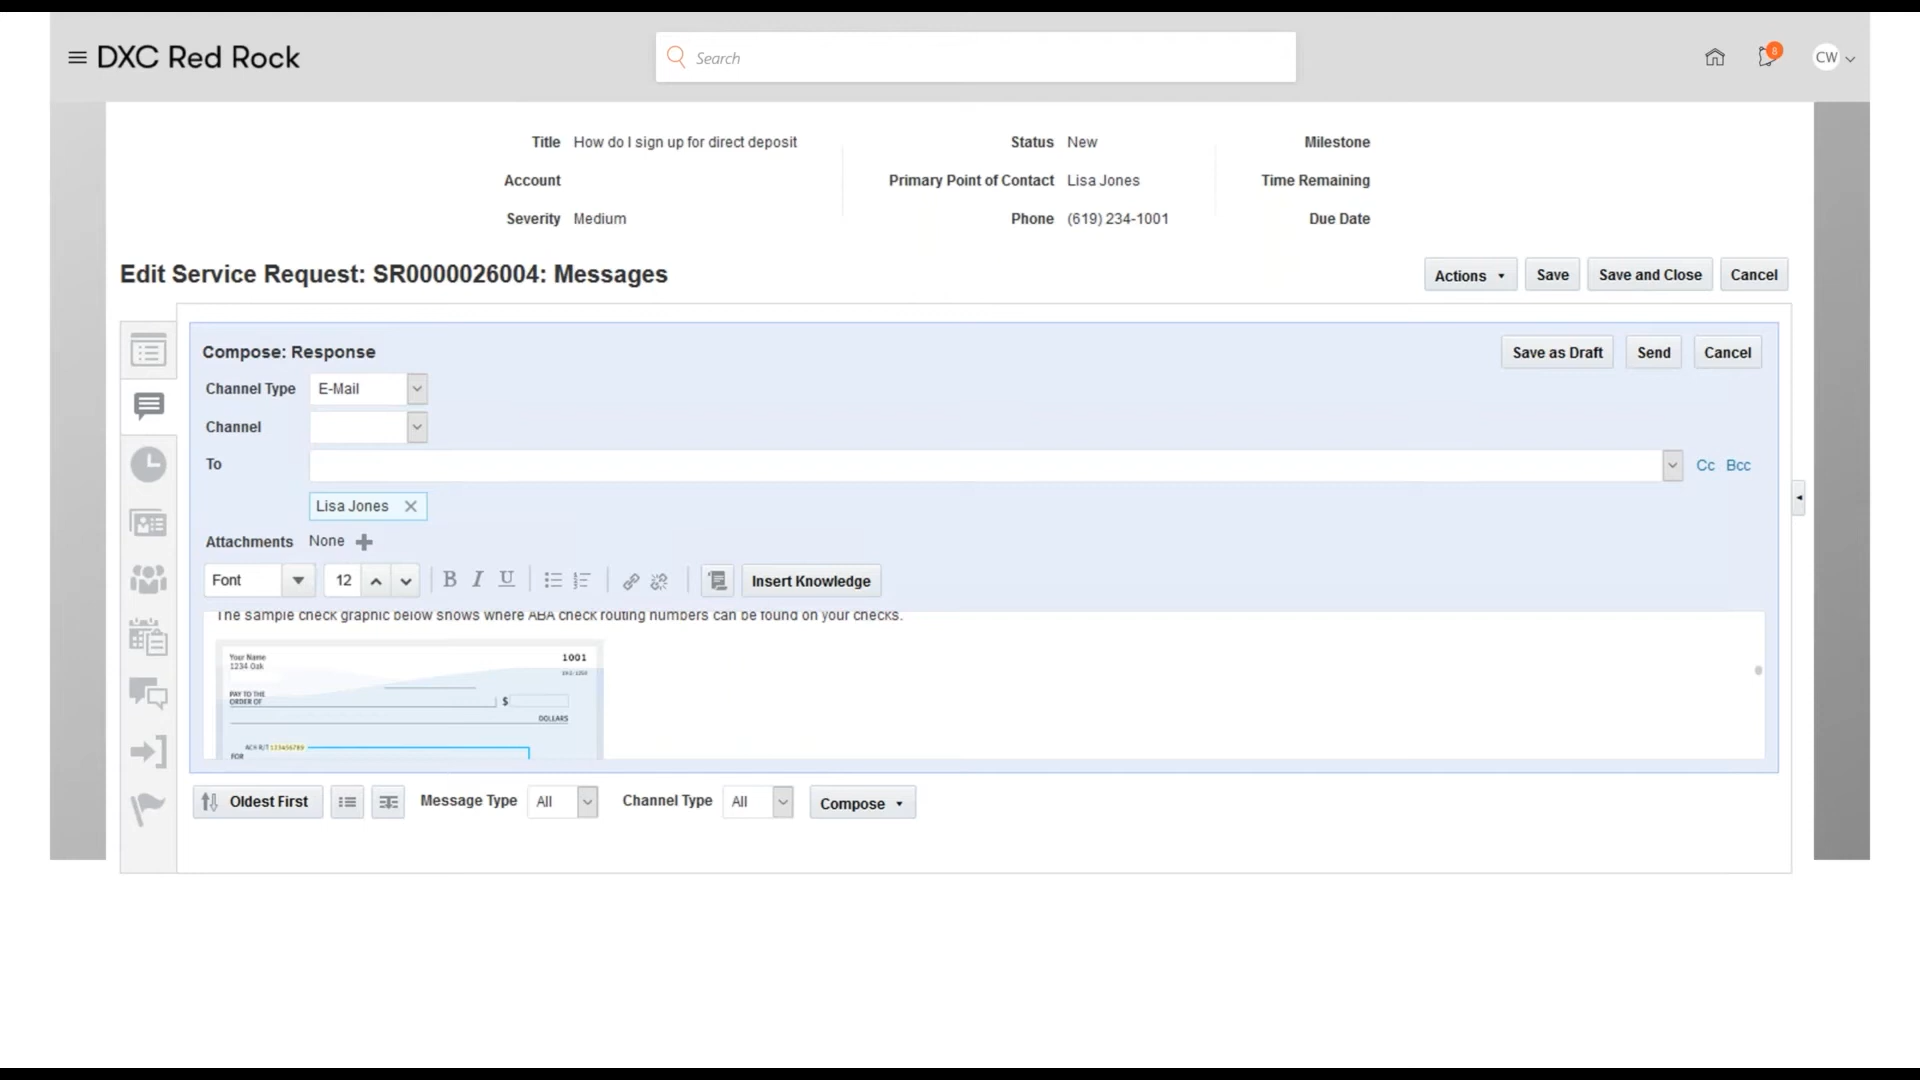 DXC Red Rock
Search
8
CW
Title How do I sign up for direct deposit
Status New
Milestone
Account
Primary Point of Contact Lisa Jones
Time Remaining
Severity Medium
Phone (619) 234-1001
Due Date
Edit Service Request: SR0000026004: Messages
Actions
Save
Save and Close
Cancel
Compose: Response
Save as Draft
Send
Cancel
Channel Type E-Mail
Channel
To
Cc Bcc
Lisa Jones
Attachments None
Font
12
B I U
Insert Knowledge
The sample check graphic below shows where ABA check routing numbers can be found on your checks.
Your Name
1234 Oak
1001
PAY TO THE
ORDER OF
$
DOLLARS
ACH R/T 123456789
FOR
Oldest First
Message Type All
Channel Type All
Compose